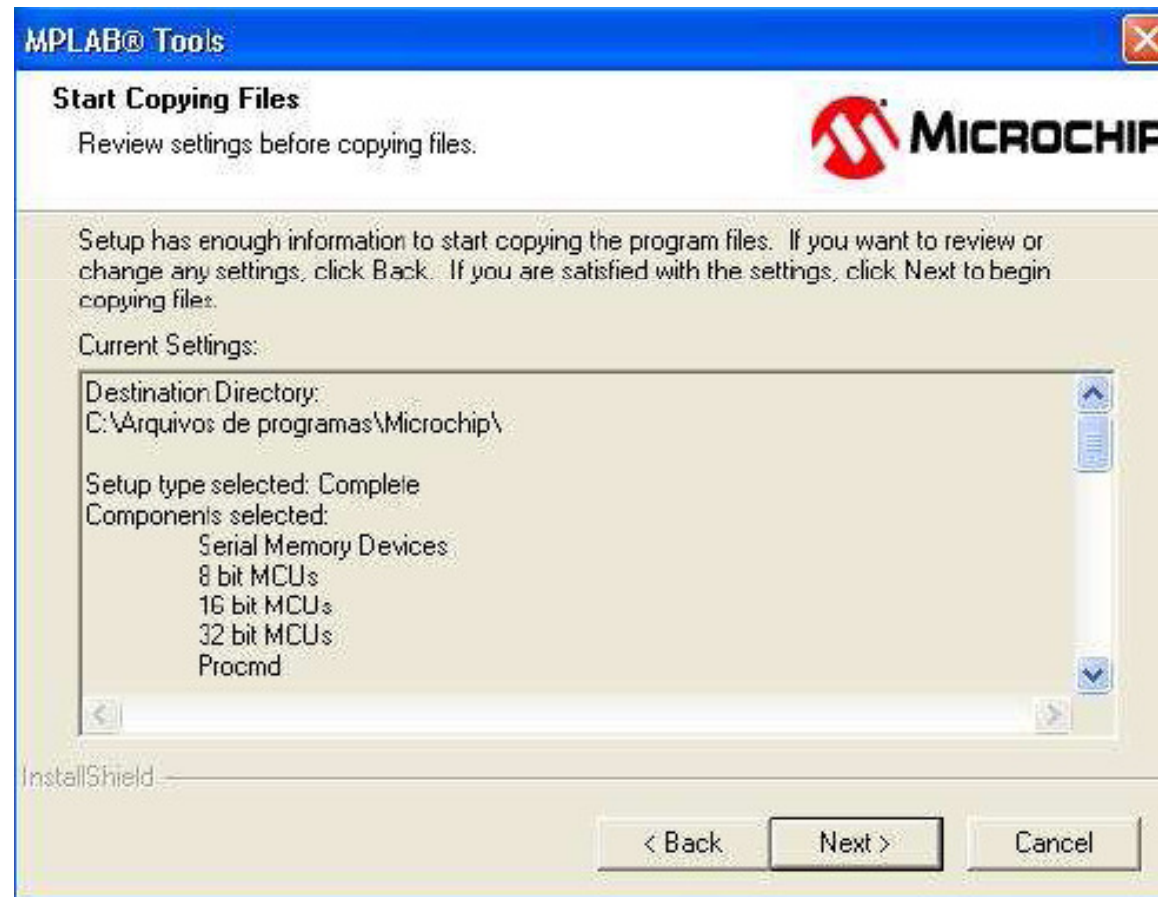 MPLAB® Tools
Start Copying Files
Review settings before copying files.
MICROCHIP
Setup has enough information to start copying the program files. If you want to review or
change any settings, click Back. If you are satisfied with the settings, click Next to begin
copying files.
Current Settings:
Destination Directory:
C:\Arquivos de programas\Microchip\
Setup type selected: Complete
Components selected:
Serial Memory Devices
8 bit MCUs
16 bit MCUs
32 bit MCUs
Procmd
InstallShield
< Back
Next >
Cancel